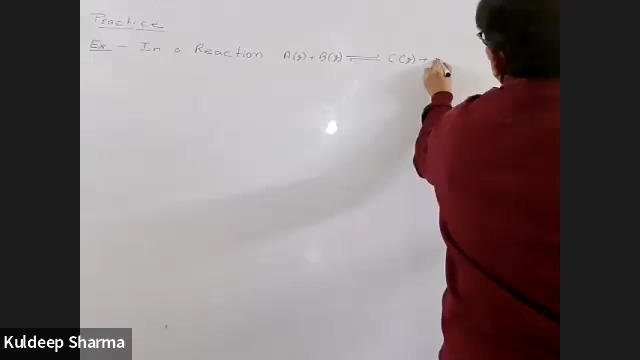 Practice
Ex - In a Reaction A(g) + B(g) ⇌ C(g) +
Kuldeep Sharma